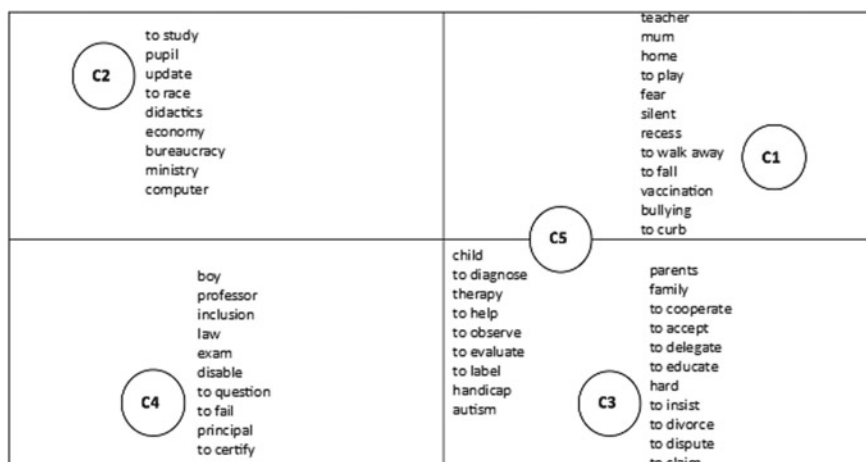 to study
pupil
update
to race
didactics
economy
bureaucracy
ministry
computer
C2
teacher
mum
home
to play
fear
silent
recess
to walk away
to fall
vaccination
bullying
to curb
C1
C5
boy
professor
inclusion
law
exam
disable
to question
to fail
principal
to certify
C4
child
to diagnose
therapy
to help
to observe
to evaluate
to label
handicap
autism
parents
family
to cooperate
to accept
to delegate
to educate
hard
to insist
to divorce
to dispute
to claim
C3